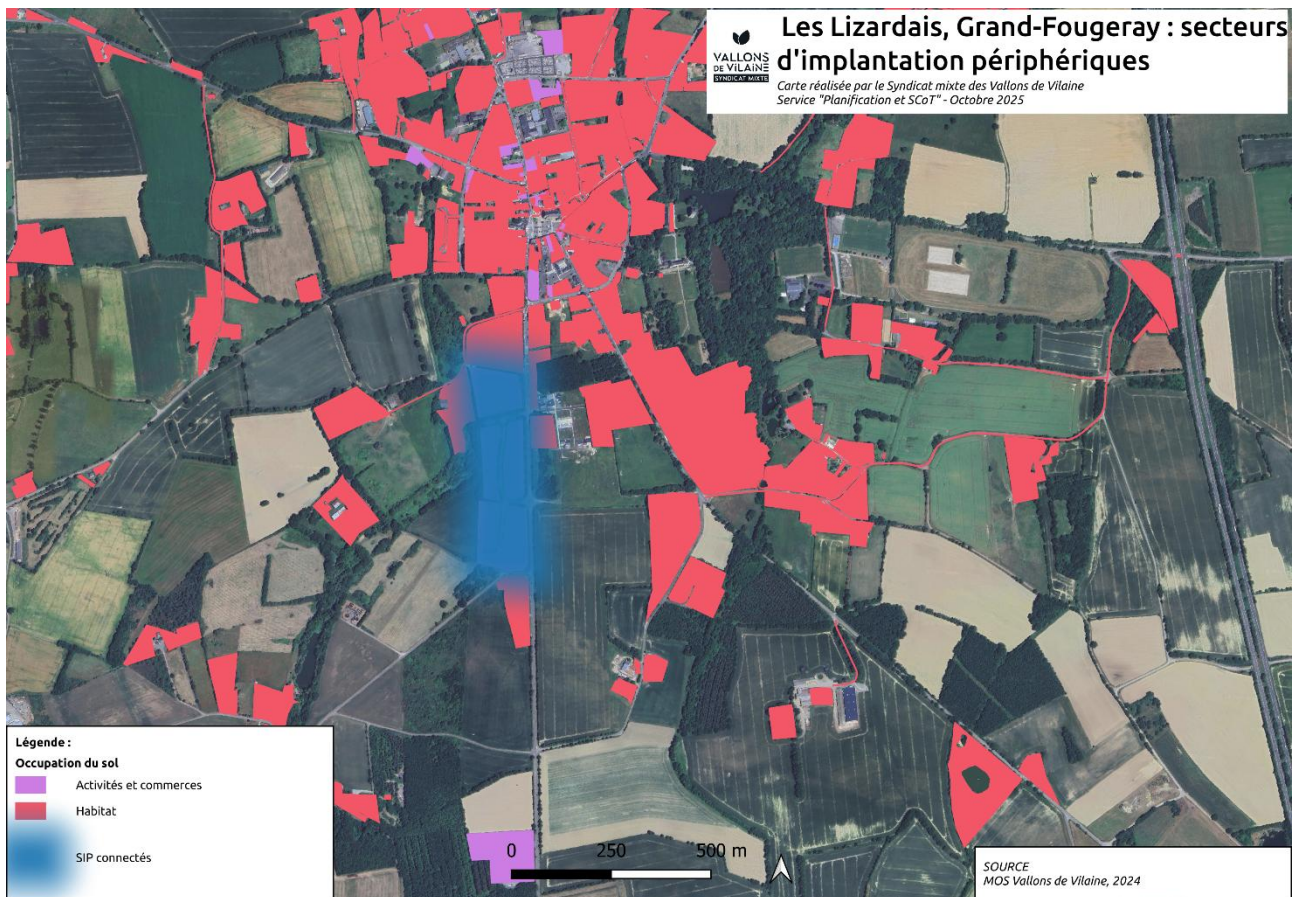 Les Lizardais, Grand-Fougeray : secteurs
d'implantation périphériques
VALLONS
DE VILAINE
SYNDICAT MIXTE
Carte réalisée par le Syndicat mixte des Vallons de Vilaine
Service "Planification et SCoT" - Octobre 2025
Légende :
Occupation du sol
Activités et commerces
Habitat
SIP connectés
0 250 500 m
SOURCE
MOS Vallons de Vilaine, 2024